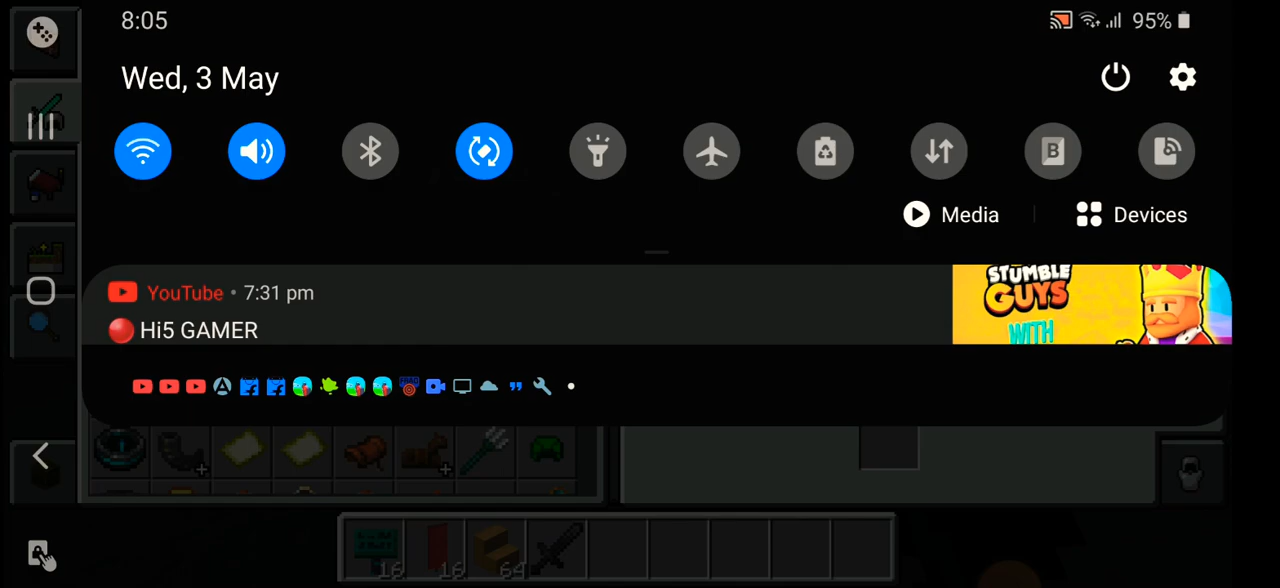 8:05
95%
Wed, 3 May
B
Media
Devices
YouTube • 7:31 pm
Hi5 GAMER
STUMBLE
GUYS
WITH
16
16
64